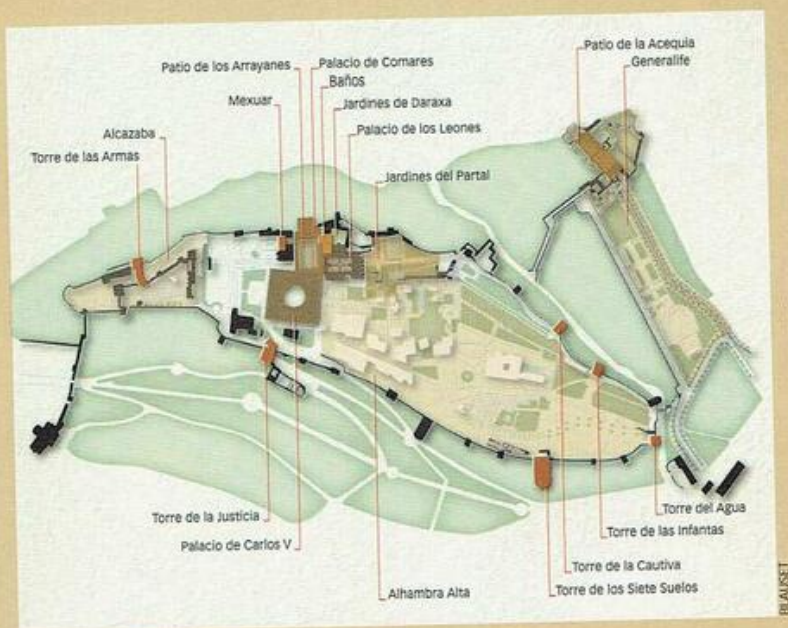 Patio de la Acequia
Generalife
Patio de los Arrayanes
Palacio de Comares
Baños
Mexuar
Jardines de Daraxa
Palacio de los Leones
Alcazaba
Torre de las Armas
Jardines del Partal
Torre de la Justicia
Palacio de Carlos V
Alhambra Alta
Torre del Agua
Torre de las Infantas
Torre de la Cautiva
Torre de los Siete Suelos
BLAUSET